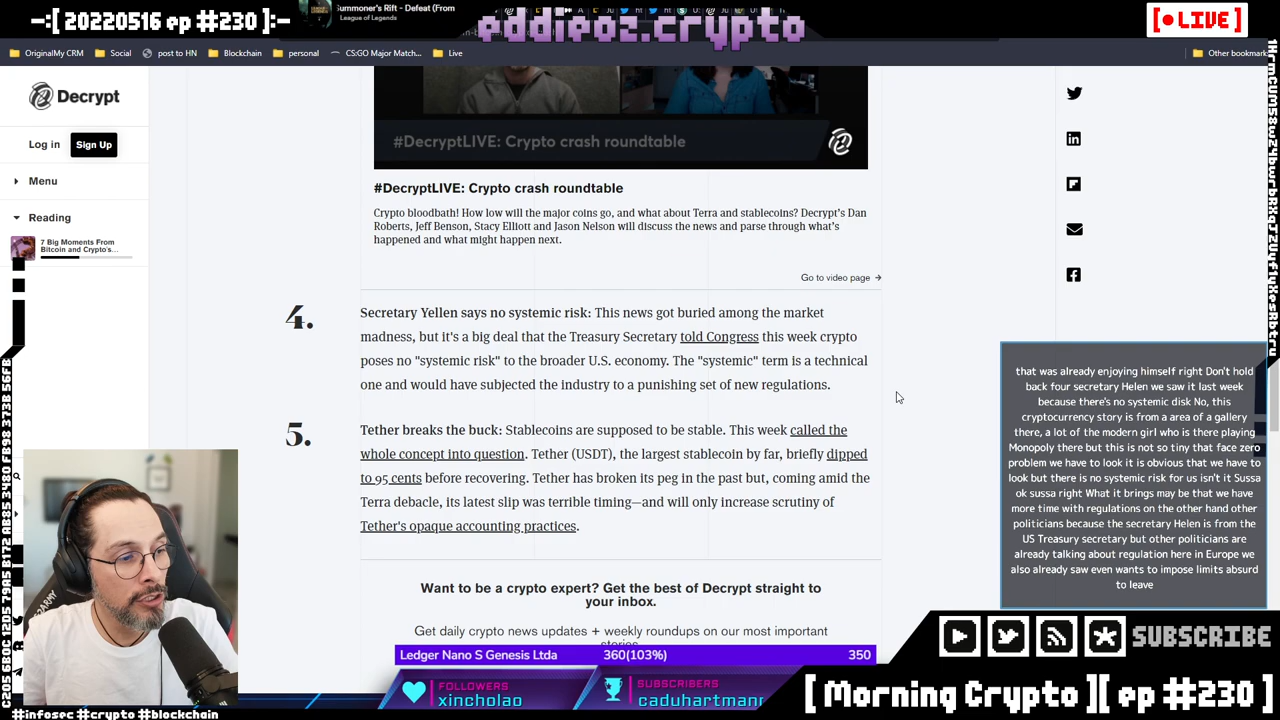 -:[ 20220516 ep #230 ]:-
Summoner's Rift - Defeat (From
League of Legends
eddieoz.crypto
[ • LIVE ]
OriginalMy CRM
Social
post to HN
Blockchain
personal
CS:GO Major Match...
Live
Other bookmark
Decrypt
Log in
Sign Up
Menu
Reading
7 Big Moments From
Bitcoin and Crypto's...
#DecryptLIVE: Crypto crash roundtable
#DecryptLIVE: Crypto crash roundtable
Crypto bloodbath! How low will the major coins go, and what about Terra and stablecoins? Decrypt's Dan
Roberts, Jeff Benson, Stacy Elliott and Jason Nelson will discuss the news and parse through what's
happened and what might happen next.
Go to video page →
4.
Secretary Yellen says no systemic risk: This news got buried among the market
madness, but it's a big deal that the Treasury Secretary told Congress this week crypto
poses no "systemic risk" to the broader U.S. economy. The "systemic" term is a technical
one and would have subjected the industry to a punishing set of new regulations.
5.
Tether breaks the buck: Stablecoins are supposed to be stable. This week called the
whole concept into question. Tether (USDT), the largest stablecoin by far, briefly dipped
to 95 cents before recovering. Tether has broken its peg in the past but, coming amid the
Terra debacle, its latest slip was terrible timing—and will only increase scrutiny of
Tether's opaque accounting practices.
Want to be a crypto expert? Get the best of Decrypt straight to
your inbox.
Get daily crypto news updates + weekly roundups on our most important
stories
that was already enjoying himself right Don't hold
back four secretary Helen we saw it last week
because there's no systemic disk No, this
cryptocurrency story is from a area of a gallery
there, a lot of the modern girl who is there playing
Monopoly there but this is not so tiny that face zero
problem we have to look it is obvious that we have to
look but there is no systemic risk for us isn't it Sussa
ok sussa right What it brings may be that we have
more time with regulations on the other hand other
politicians because the secretary Helen is from the
US Treasury secretary but other politicians are
already talking about regulation here in Europe we
also already saw even wants to impose limits absurd
to leave
Ledger Nano S Genesis Ltda 360(103%) 350
FOLLOWERS
xincholao
SUBSCRIBERS
caduhartmann
SUBSCRIBE
[ Morning Crypto ][ ep #230 ]
#infosec #crypto #blockchain